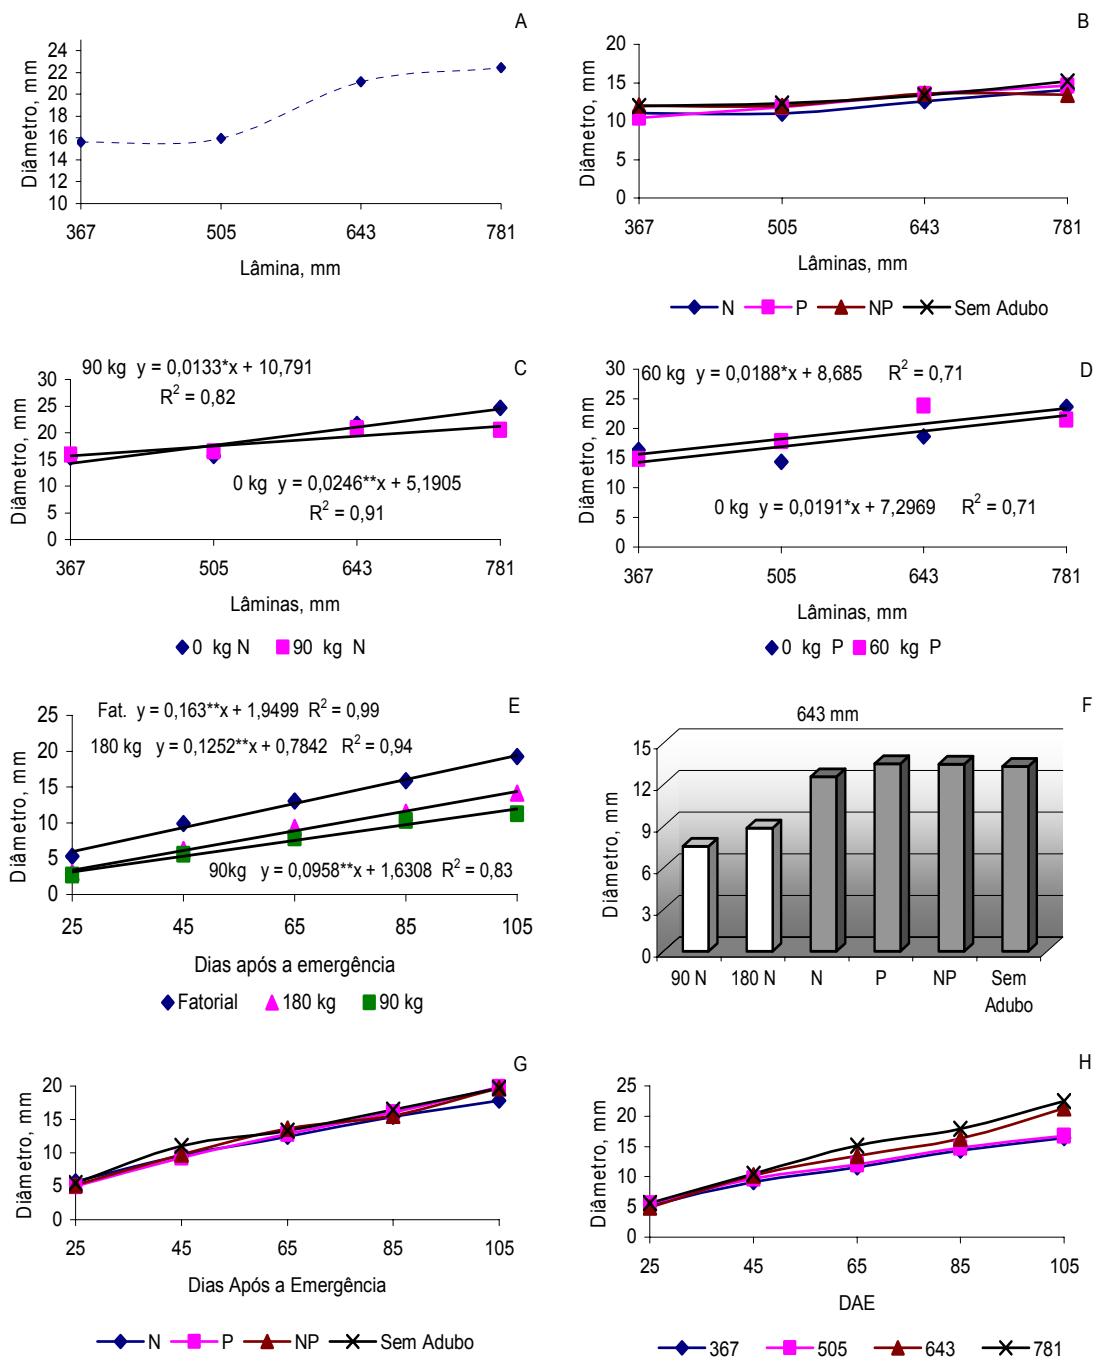 A
Diâmetro, mm
24
22
20
18
16
14
12
10
367 505 643 781
Lâmina, mm
B
Diâmetro, mm
20
15
10
5
0
367 505 643 781
Lâminas, mm
N P NP Sem Adubo
C
90 kg y = 0,0133*x + 10,791
R² = 0,82
Diâmetro, mm
30
25
20
15
10
5
0
0 kg y = 0,0246**x + 5,1905
R² = 0,91
367 505 643 781
Lâminas, mm
0 kg N 90 kg N
D
60 kg y = 0,0188*x + 8,685 R² = 0,71
Diâmetro, mm
30
25
20
15
10
5
0
0 kg y = 0,0191*x + 7,2969 R² = 0,71
367 505 643 781
Lâminas, mm
0 kg P 60 kg P
E
Fat. y = 0,163**x + 1,9499 R² = 0,99
180 kg y = 0,1252**x + 0,7842 R² = 0,94
Diâmetro, mm
25
20
15
10
5
0
90kg y = 0,0958**x + 1,6308 R² = 0,83
25 45 65 85 105
Dias após a emergência
Fatorial 180 kg 90 kg
F
643 mm
Diâmetro, mm
15
12
9
6
3
0
90 N 180 N N P NP Sem
Adubo
G
Diâmetro, mm
20
15
10
5
0
25 45 65 85 105
Dias Após a Emergência
N P NP Sem Adubo
H
Diâmetro, mm
25
20
15
10
5
0
25 45 65 85 105
DAE
367 505 643 781